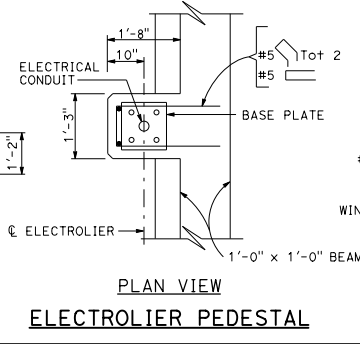 1'-8"
10"
#5 Tot 2
#5
ELECTRICAL
CONDUIT
BASE PLATE
1'-3"
1'-2"
WIN
℄ ELECTROLIER
1'-0" x 1'-0" BEAM
PLAN VIEW
ELECTROLIER PEDESTAL